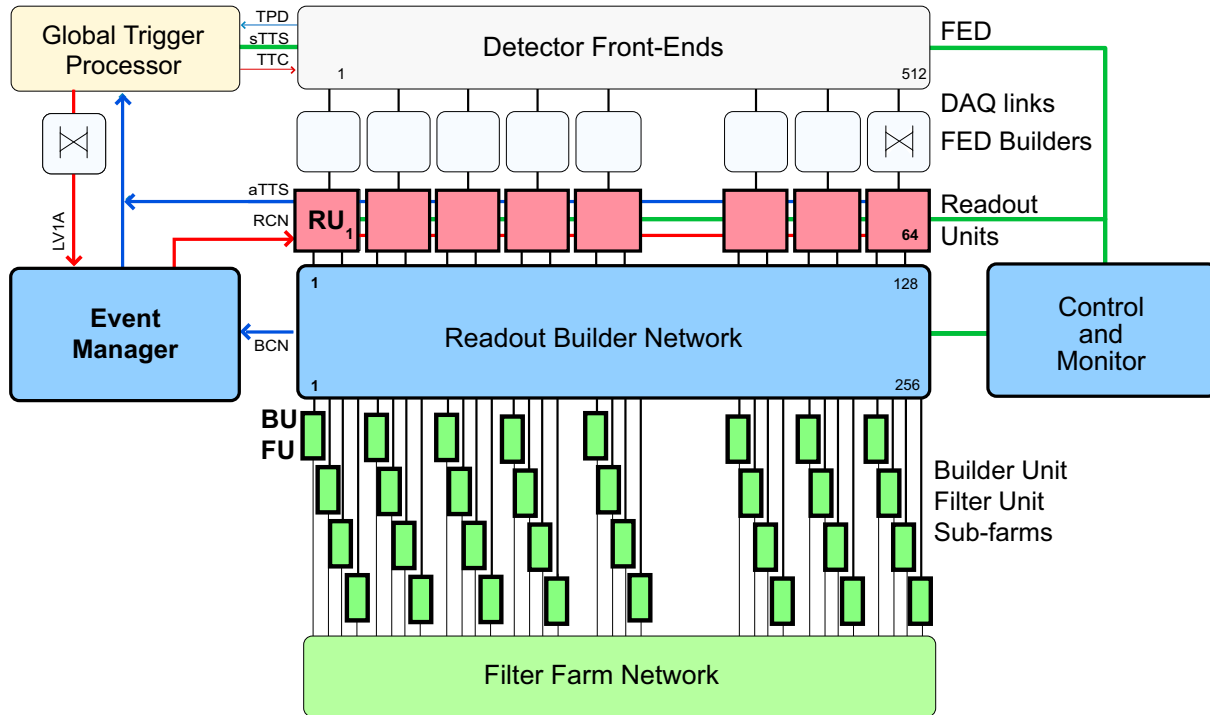 Global Trigger
Processor
TPD
sTTS
TTC
Detector Front-Ends
1
512
FED
DAQ links
FED Builders
aTTS
RCN
LV1A
RU1
64
Readout
Units
Event
Manager
BCN
1
128
Readout Builder Network
1
256
Control
and
Monitor
BU
FU
Builder Unit
Filter Unit
Sub-farms
Filter Farm Network